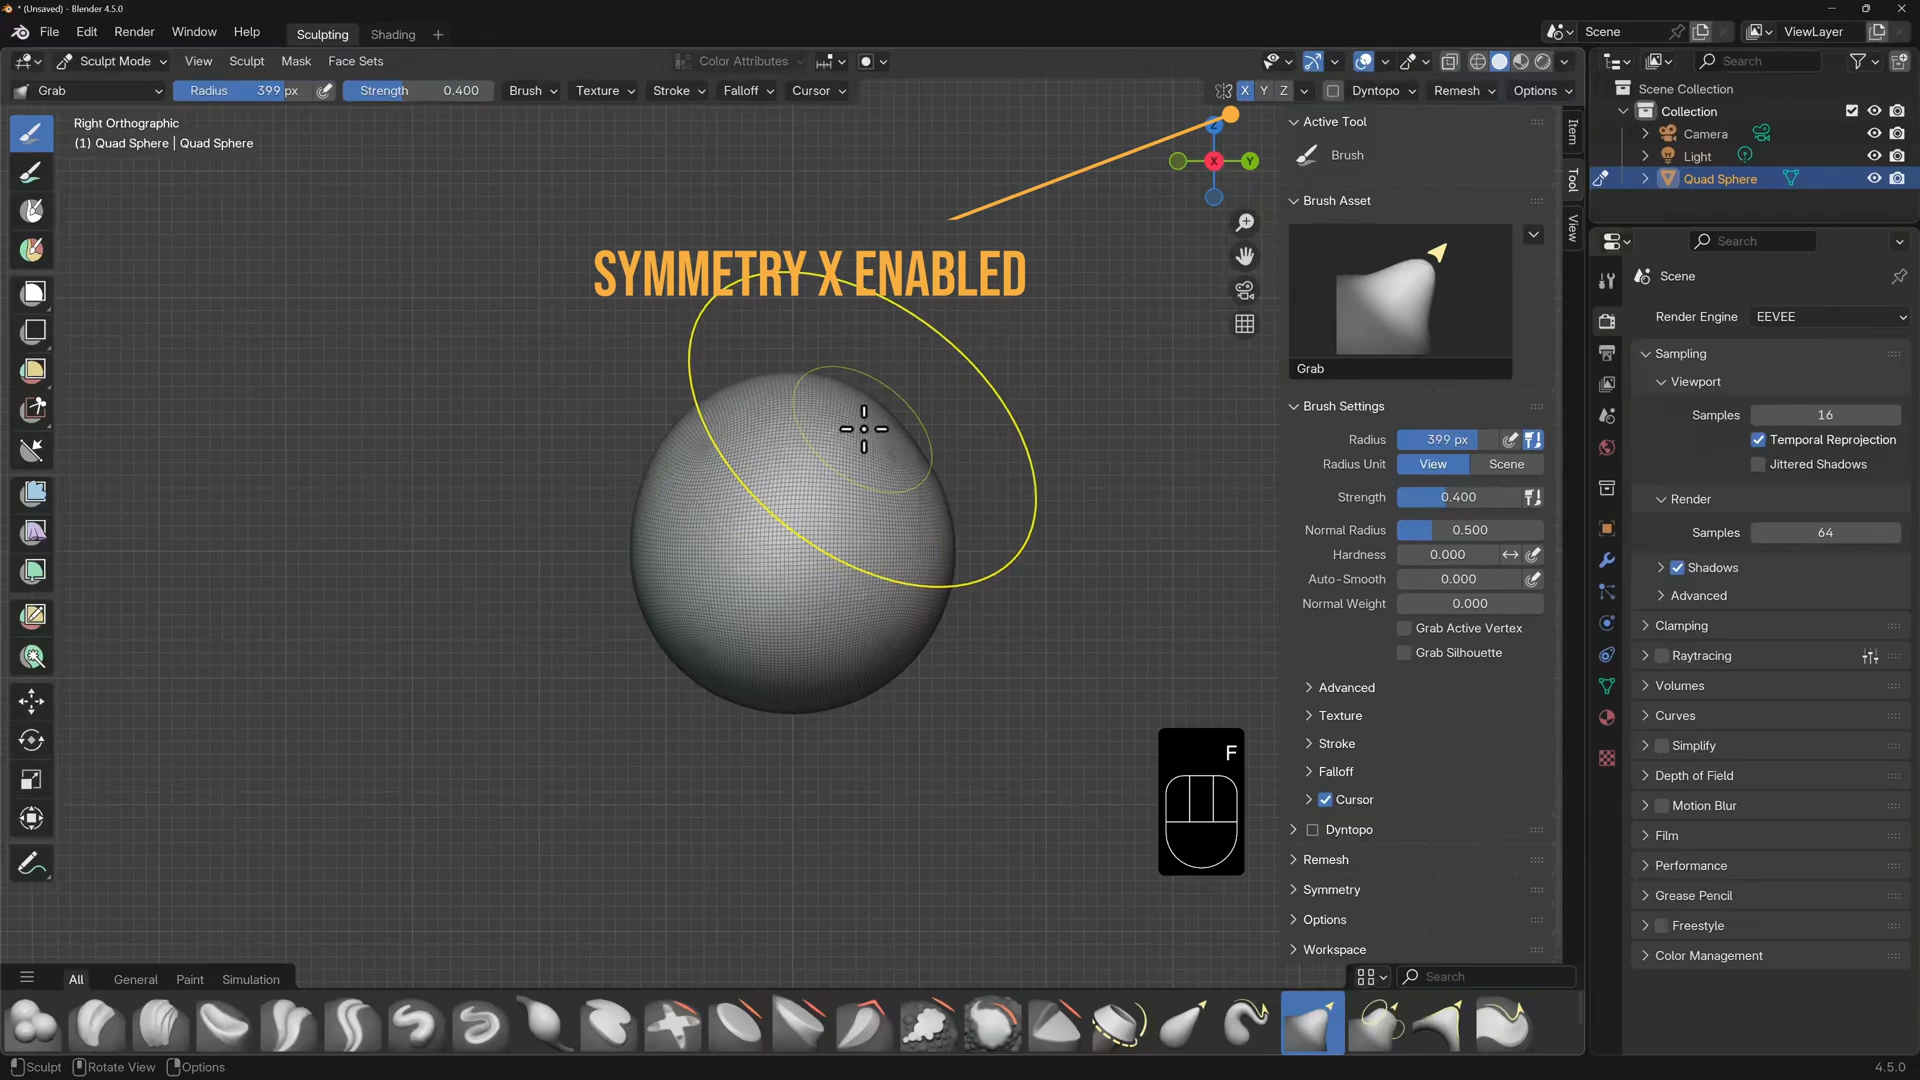 * (Unsaved) - Blender 4.5.0
File Edit Render Window Help Sculpting Shading + Scene ViewLayer
Sculpt Mode View Sculpt Mask Face Sets Color Attributes Search
Grab Radius 399 px Strength 0.400 Brush Texture Stroke Falloff Cursor X Y Z Dyntopo Remesh Options
Right Orthographic
(1) Quad Sphere | Quad Sphere
Z
X
Y
SYMMETRY X ENABLED
F
Active Tool
Brush
Brush Asset
Grab
Brush Settings
Radius 399 px
Radius Unit View Scene
Strength 0.400
Normal Radius 0.500
Hardness 0.000
Auto-Smooth 0.000
Normal Weight 0.000
Grab Active Vertex
Grab Silhouette
Advanced
Texture
Stroke
Falloff
Cursor
Dyntopo
Remesh
Symmetry
Options
Workspace
Item
Tool
View
Scene Collection
Collection
Camera
Light
Quad Sphere
Search
Scene
Render Engine EEVEE
Sampling
Viewport
Samples 16
Temporal Reprojection
Jittered Shadows
Render
Samples 64
Shadows
Advanced
Clamping
Raytracing
Volumes
Curves
Simplify
Depth of Field
Motion Blur
Film
Performance
Grease Pencil
Freestyle
Color Management
All General Paint Simulation Search
Sculpt Rotate View Options 4.5.0